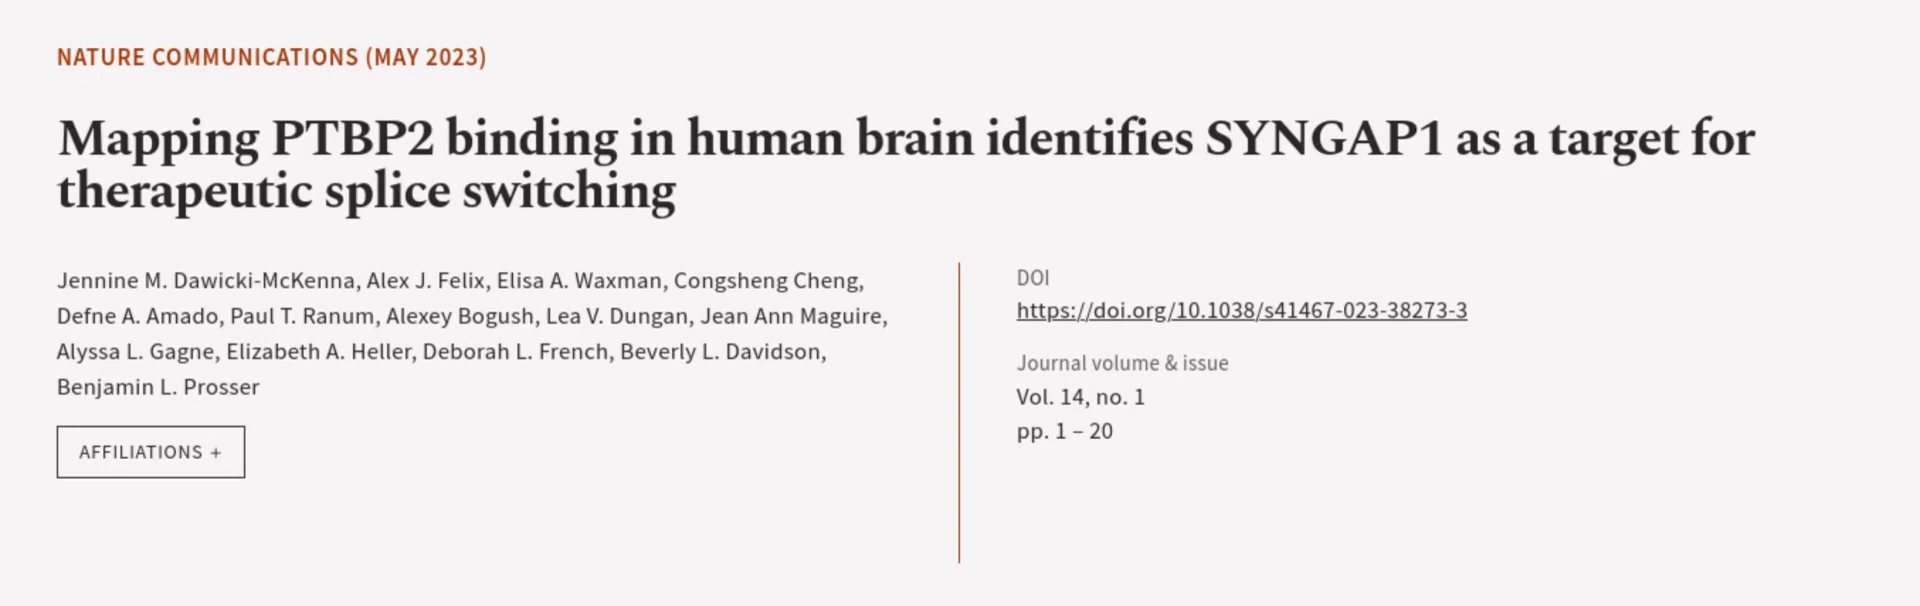 NATURE COMMUNICATIONS (MAY 2023)
Mapping PTBP2 binding in human brain identifies SYNGAP1 as a target for
therapeutic splice switching
Jennine M. Dawicki-McKenna, Alex J. Felix, Elisa A. Waxman, Congsheng Cheng,
Defne A. Amado, Paul T. Ranum, Alexey Bogush, Lea V. Dungan, Jean Ann Maguire,
Alyssa L. Gagne, Elizabeth A. Heller, Deborah L. French, Beverly L. Davidson,
Benjamin L. Prosser
AFFILIATIONS +
DOI
https://doi.org/10.1038/s41467-023-38273-3
Journal volume & issue
Vol. 14, no. 1
pp. 1 – 20